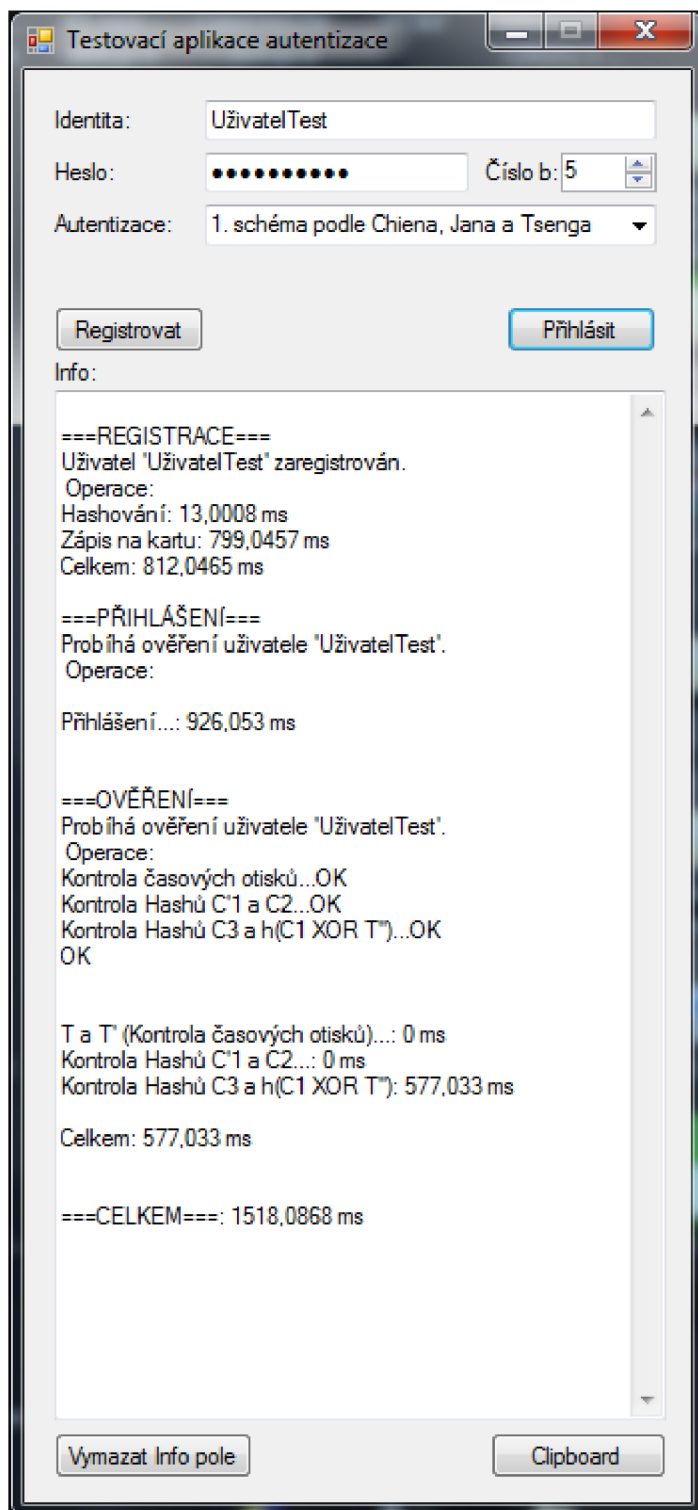 Testovací aplikace autentizace
Identita: UživatelTest
Heslo: ●●●●●●●●●● Číslo b: 5
Autentizace: 1. schéma podle Chiena, Jana a Tsenga
Registrovat Přihlásit
Info:
===REGISTRACE===
Uživatel 'UživatelTest' zaregistrován.
Operace:
Hashování: 13,0008 ms
Zápis na kartu: 799,0457 ms
Celkem: 812,0465 ms
===PŘIHLÁŠENÍ===
Probíhá ověření uživatele 'UživatelTest'.
Operace:
Přihlášení...: 926,053 ms
===OVĚŘENÍ===
Probíhá ověření uživatele 'UživatelTest'.
Operace:
Kontrola časových otisků...OK
Kontrola Hashů C'1 a C2...OK
Kontrola Hashů C3 a h(C1 XOR T'')...OK
OK
T a T' (Kontrola časových otisků)...: 0 ms
Kontrola Hashů C'1 a C2...: 0 ms
Kontrola Hashů C3 a h(C1 XOR T''): 577,033 ms
Celkem: 577,033 ms
===CELKEM===: 1518,0868 ms
Vymazat Info pole Clipboard